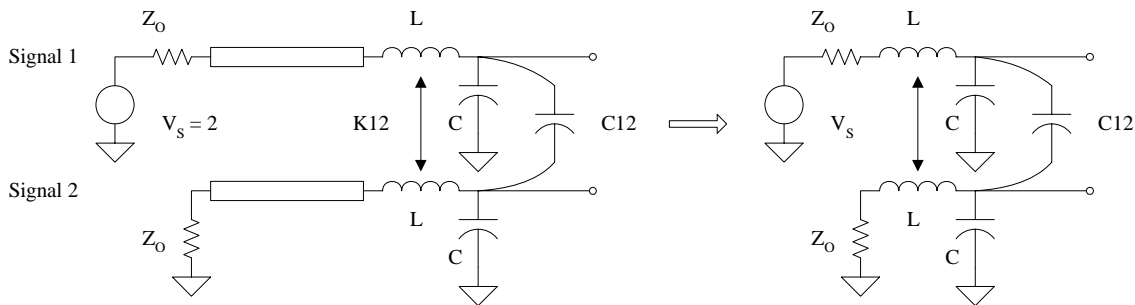 Z_O L Z_O L
Signal 1
V_S = 2 K12 C C12 V_S C C12
Signal 2
L L
Z_O C Z_O C